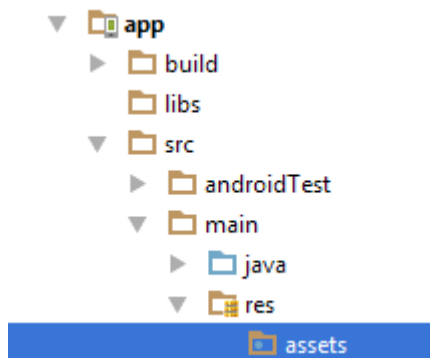 app
build
libs
src
androidTest
main
java
res
assets